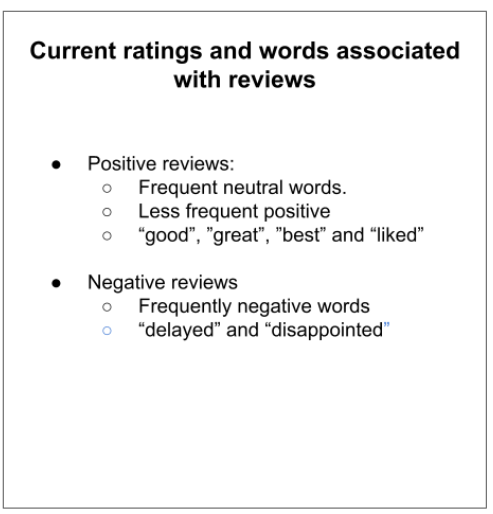 Current ratings and words associated
with reviews
● Positive reviews:
○ Frequent neutral words.
○ Less frequent positive
○ “good”, ”great”, ”best” and “liked”
● Negative reviews
○ Frequently negative words
○ “delayed” and “disappointed”